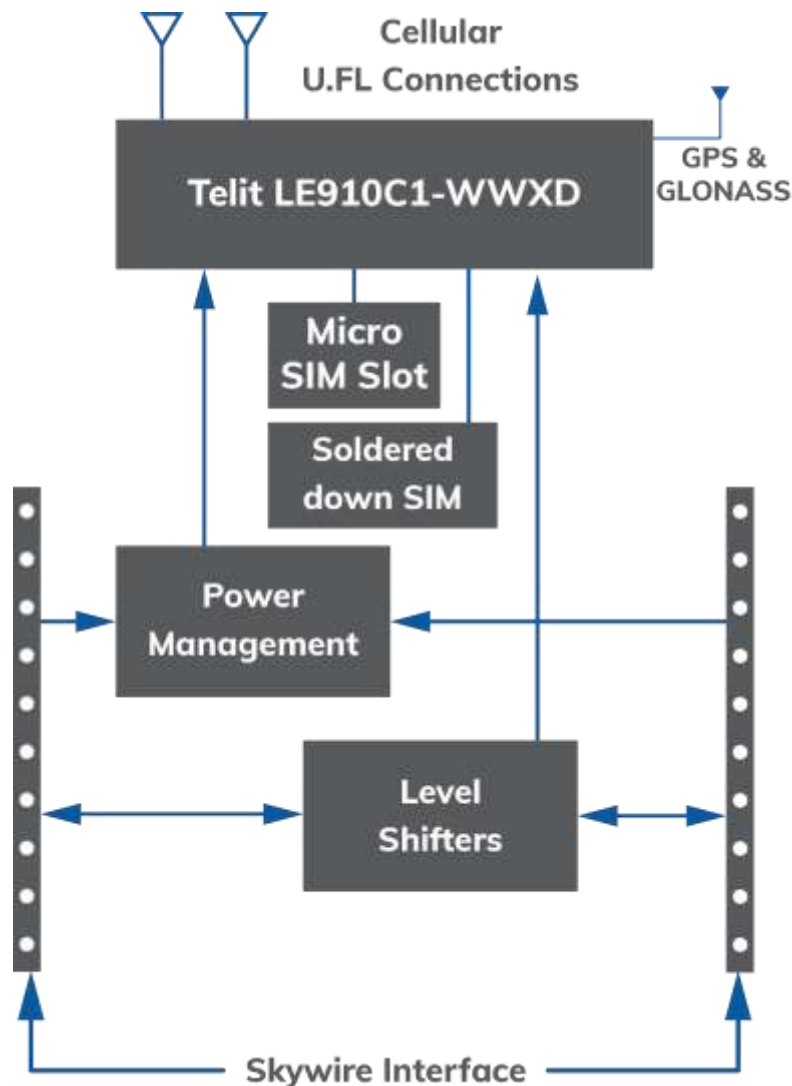 Cellular
U.FL Connections
GPS &
GLONASS
Telit LE910C1-WWXD
Micro
SIM Slot
Soldered
down SIM
Power
Management
Level
Shifters
Skywire Interface